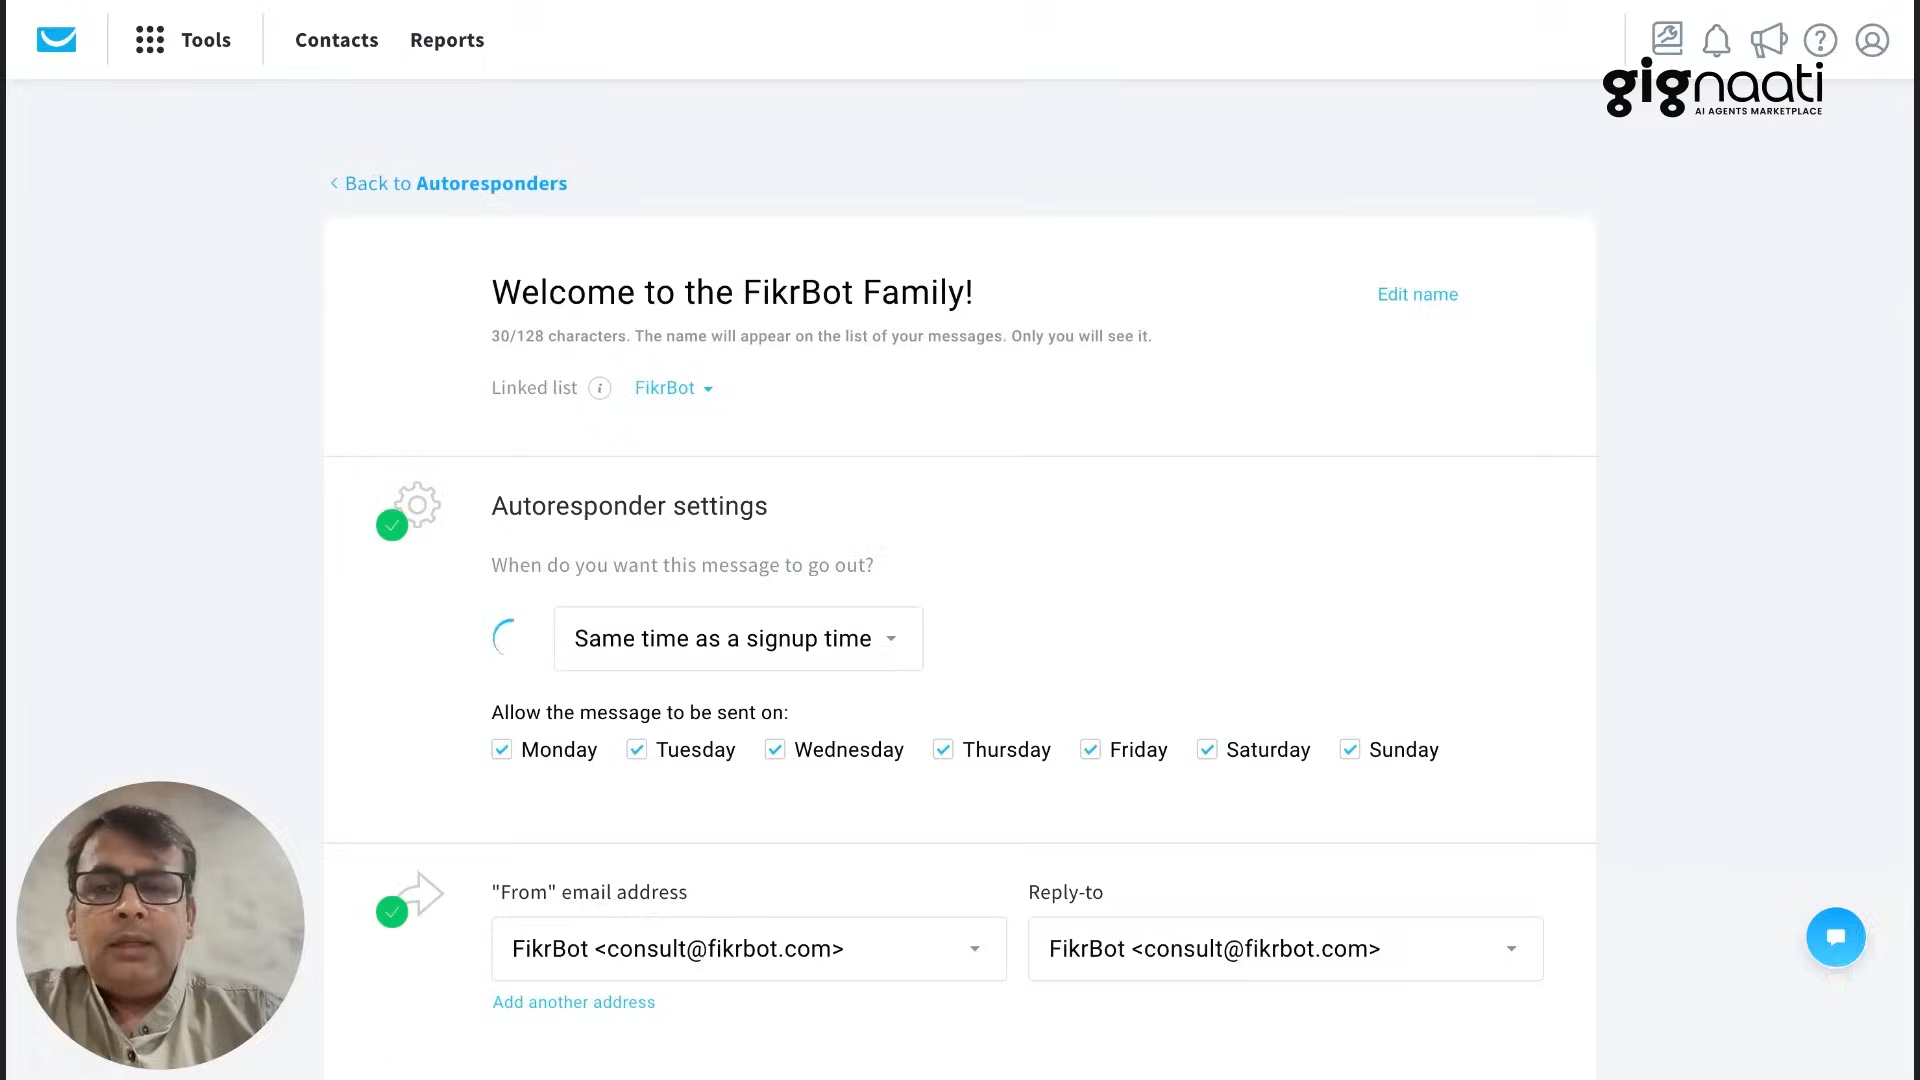 Tools
Contacts
Reports
gignaati
AI AGENTS MARKETPLACE
Back to Autoresponders
Welcome to the FikrBot Family!
Edit name
30/128 characters. The name will appear on the list of your messages. Only you will see it.
Linked list i FikrBot
Autoresponder settings
When do you want this message to go out?
Same time as a signup time
Allow the message to be sent on:
Monday Tuesday Wednesday Thursday Friday Saturday Sunday
"From" email address
Reply-to
FikrBot <consult@fikrbot.com>
FikrBot <consult@fikrbot.com>
Add another address